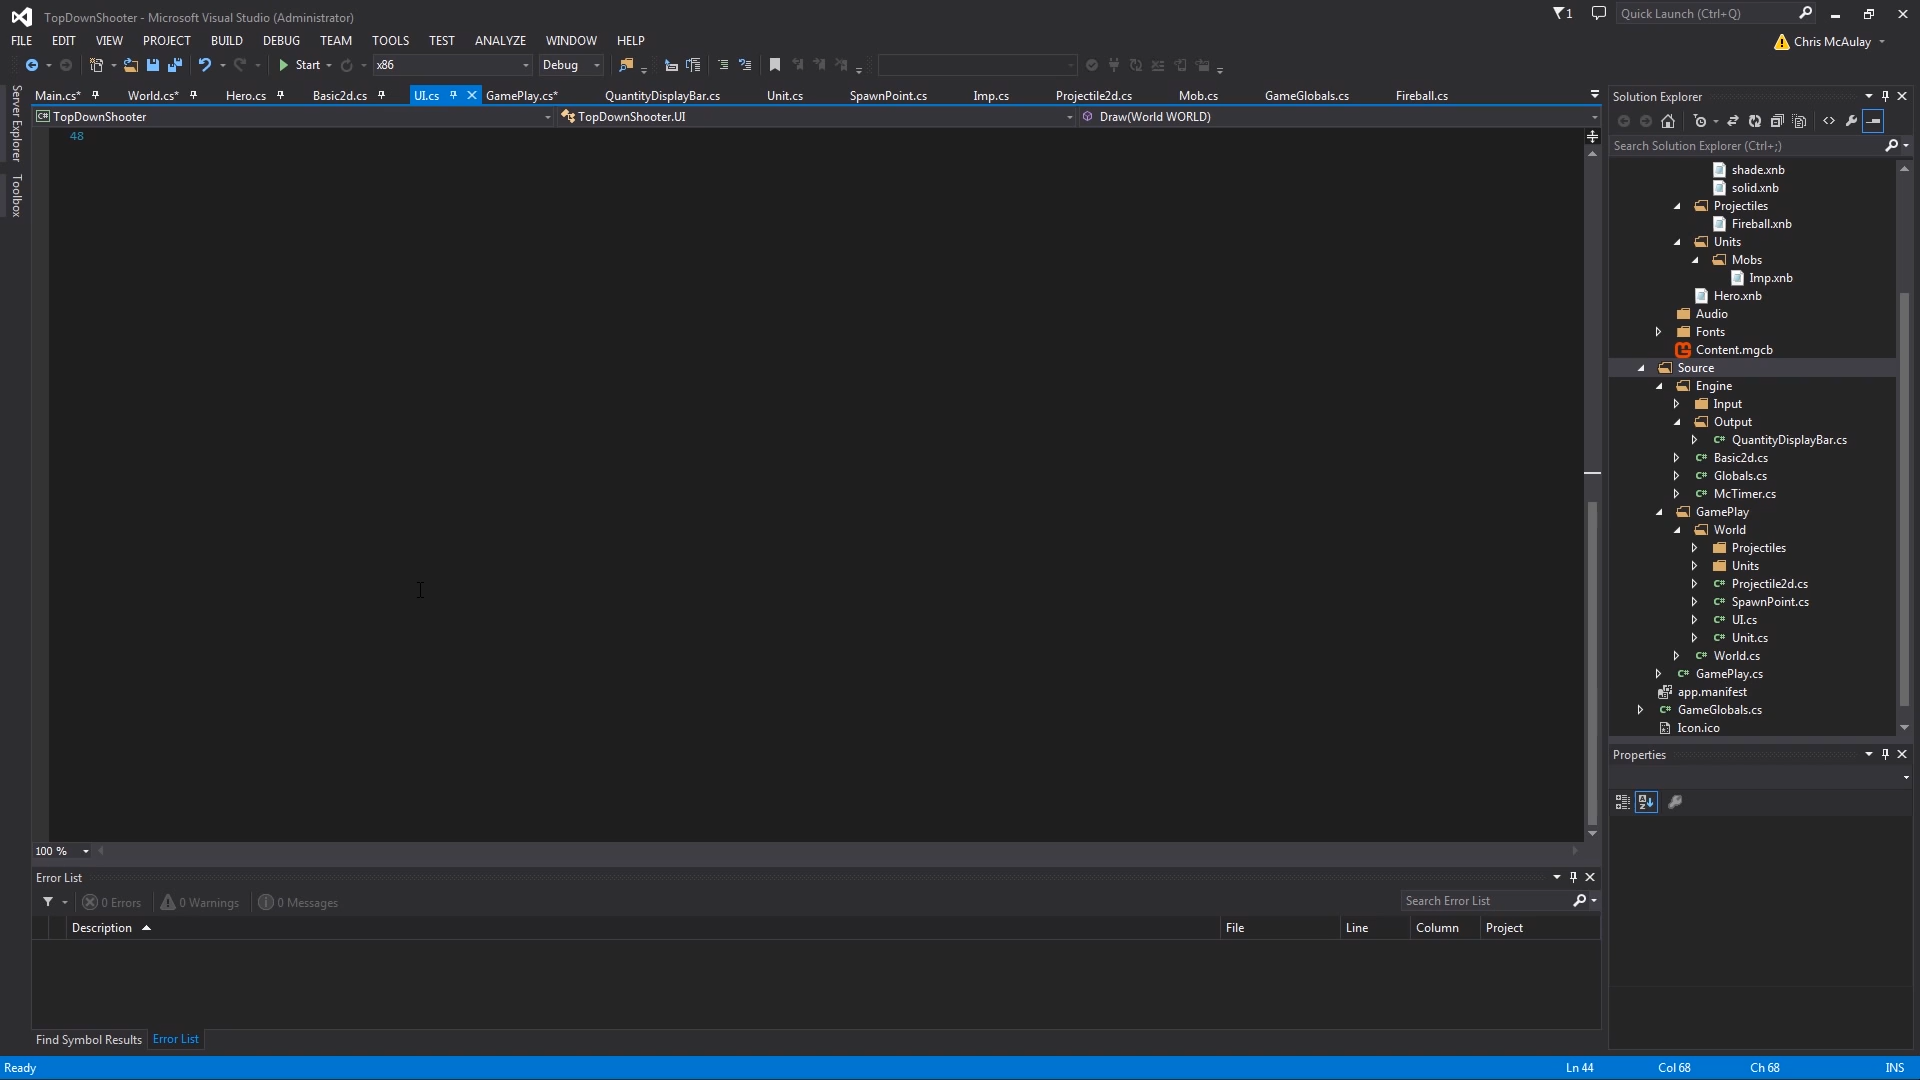 TopDownShooter - Microsoft Visual Studio (Administrator)
1
Quick Launch (Ctrl+Q)
FILE EDIT VIEW PROJECT BUILD DEBUG TEAM TOOLS TEST ANALYZE WINDOW HELP
Chris McAulay
Start
x86
Debug
Server Explorer
Toolbox
Main.cs*
World.cs*
Hero.cs
Basic2d.cs
UI.cs
GamePlay.cs*
QuantityDisplayBar.cs
Unit.cs
SpawnPoint.cs
Imp.cs
Projectile2d.cs
Mob.cs
GameGlobals.cs
Fireball.cs
TopDownShooter
TopDownShooter.UI
Draw(World WORLD)
48
100 %
Solution Explorer
Search Solution Explorer (Ctrl+;)
shade.xnb
solid.xnb
Projectiles
Fireball.xnb
Units
Mobs
Imp.xnb
Hero.xnb
Audio
Fonts
Content.mgcb
Source
Engine
Input
Output
C# QuantityDisplayBar.cs
C# Basic2d.cs
C# Globals.cs
C# McTimer.cs
GamePlay
World
Projectiles
Units
C# Projectile2d.cs
C# SpawnPoint.cs
C# UI.cs
C# Unit.cs
C# World.cs
C# GamePlay.cs
app.manifest
C# GameGlobals.cs
Icon.ico
Properties
Error List
0 Errors
0 Warnings
0 Messages
Search Error List
Description
File
Line
Column
Project
Find Symbol Results
Error List
Ready
Ln 44
Col 68
Ch 68
INS